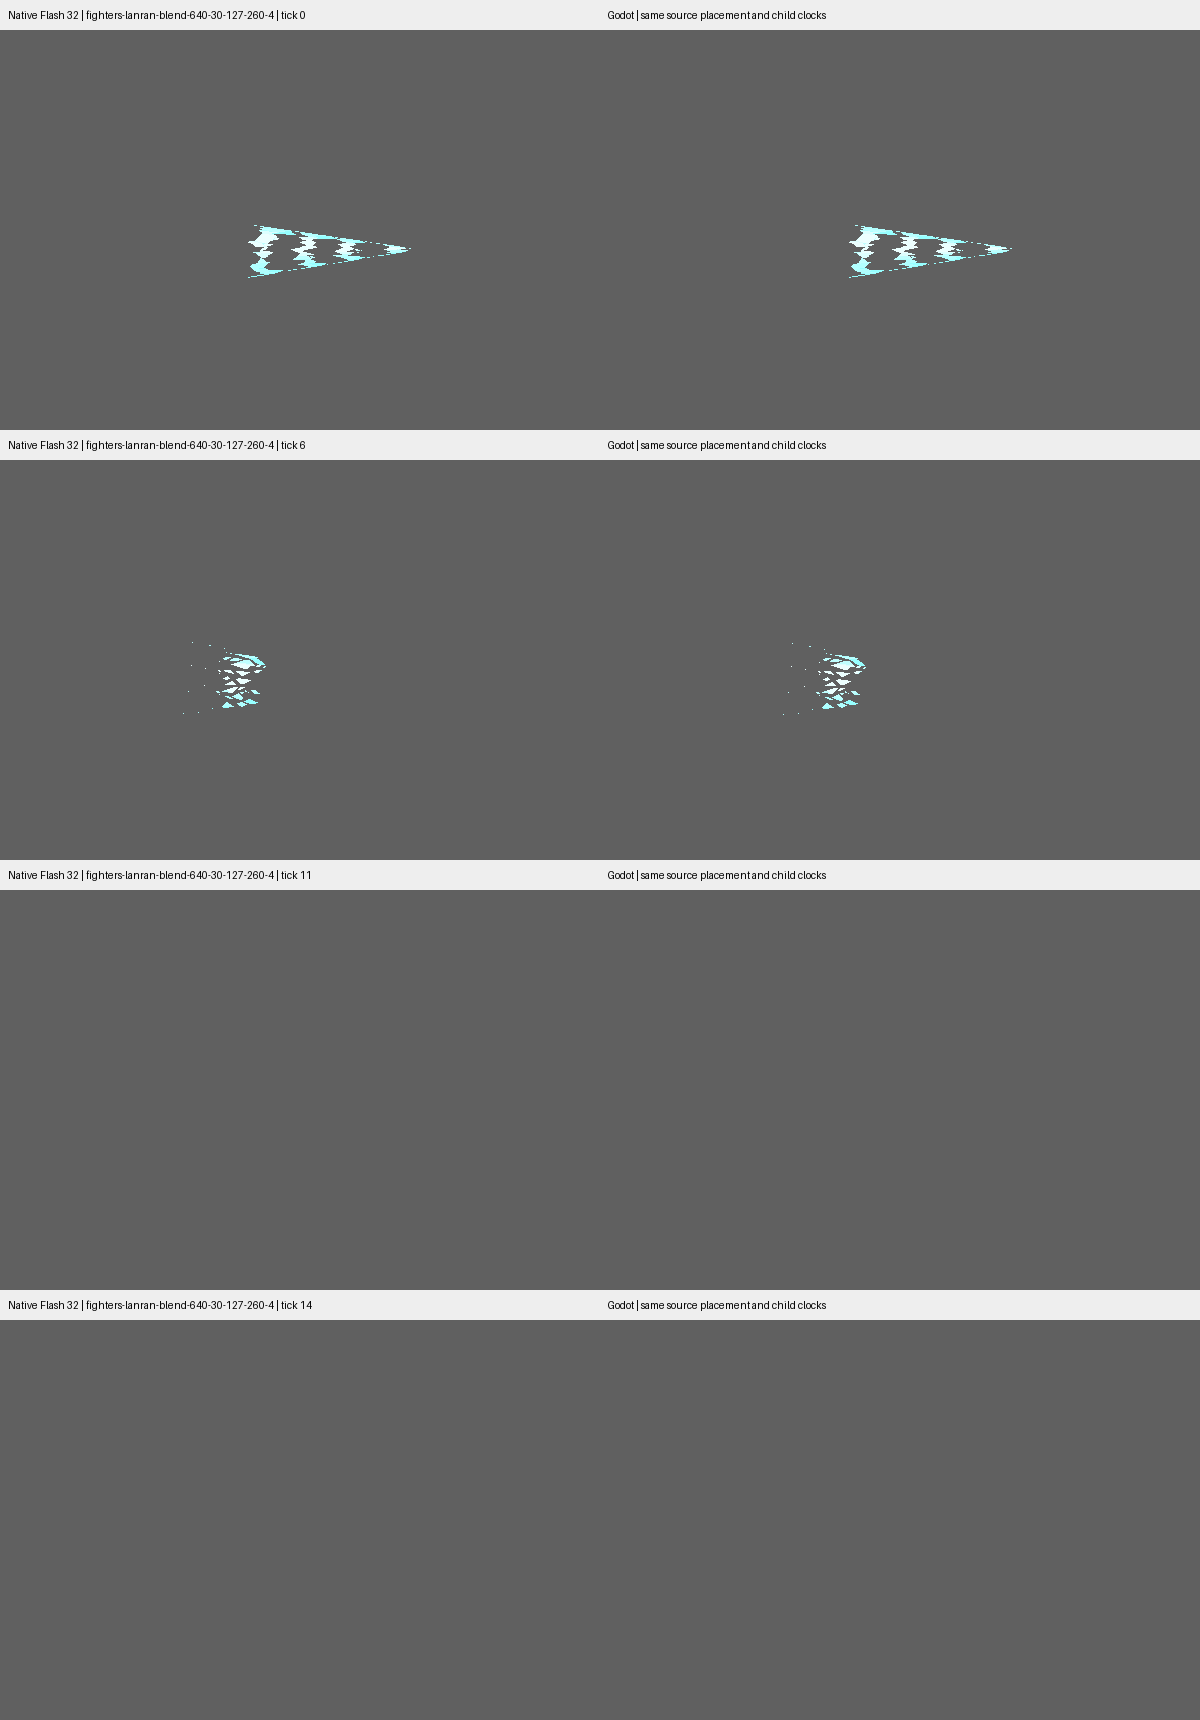 Native Flash 32 | fighters-lanran-blend-640-30-127-260-4 | tick 0
Godot | same source placement and child clocks
Native Flash 32 | fighters-lanran-blend-640-30-127-260-4 | tick 6
Godot | same source placement and child clocks
Native Flash 32 | fighters-lanran-blend-640-30-127-260-4 | tick 11
Godot | same source placement and child clocks
Native Flash 32 | fighters-lanran-blend-640-30-127-260-4 | tick 14
Godot | same source placement and child clocks